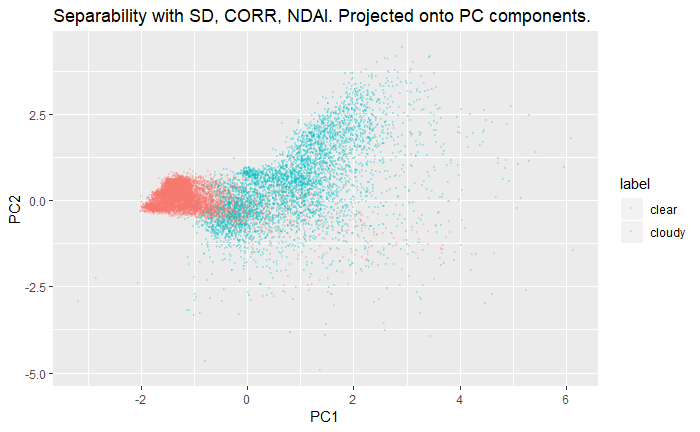 Separability with SD, CORR, NDAI. Projected onto PC components.
2.5
0.0
-2.5
-5.0
PC2
-2
0
2
4
6
PC1
label
clear
cloudy